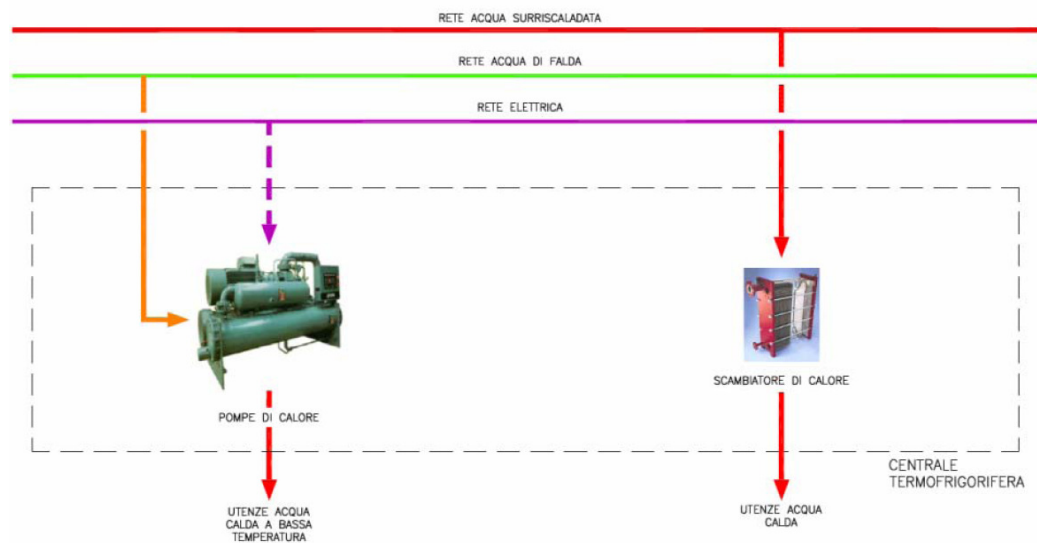 RETE ACQUA SURRISCALADATA
RETE ACQUA DI FALDA
RETE ELETTRICA
SCAMBIATORE DI CALORE
POMPE DI CALORE
CENTRALE
TERMOFRIGORIFERA
UTENZE ACQUA
CALDA A BASSA
TEMPERATURA
UTENZE ACQUA
CALDA